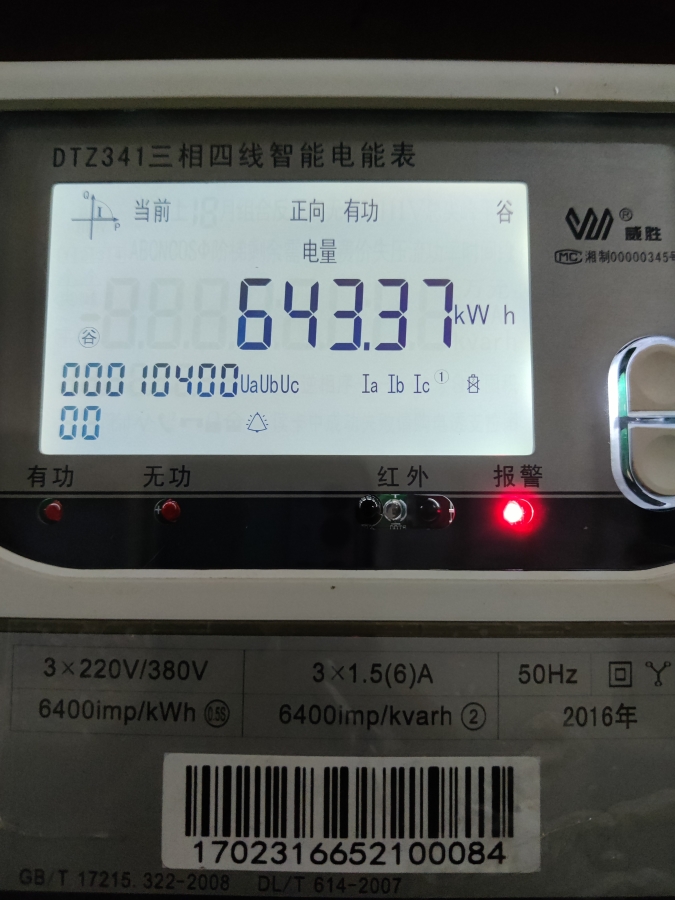 DTZ341三相四线智能电能表
Q I P 当前 正向 有功 谷
电量
643.37 kW h
谷
00010400 UaUbUc Ia Ib Ic ①
00
® 威胜
MC 湘制00000345号
有功 无功 红外 报警
3×220V/380V 3×1.5(6)A 50Hz
6400imp/kWh 0.5S 6400imp/kvarh ② 2016年
1702316652100084
GB/T 17215.322-2008 DL/T 614-2007